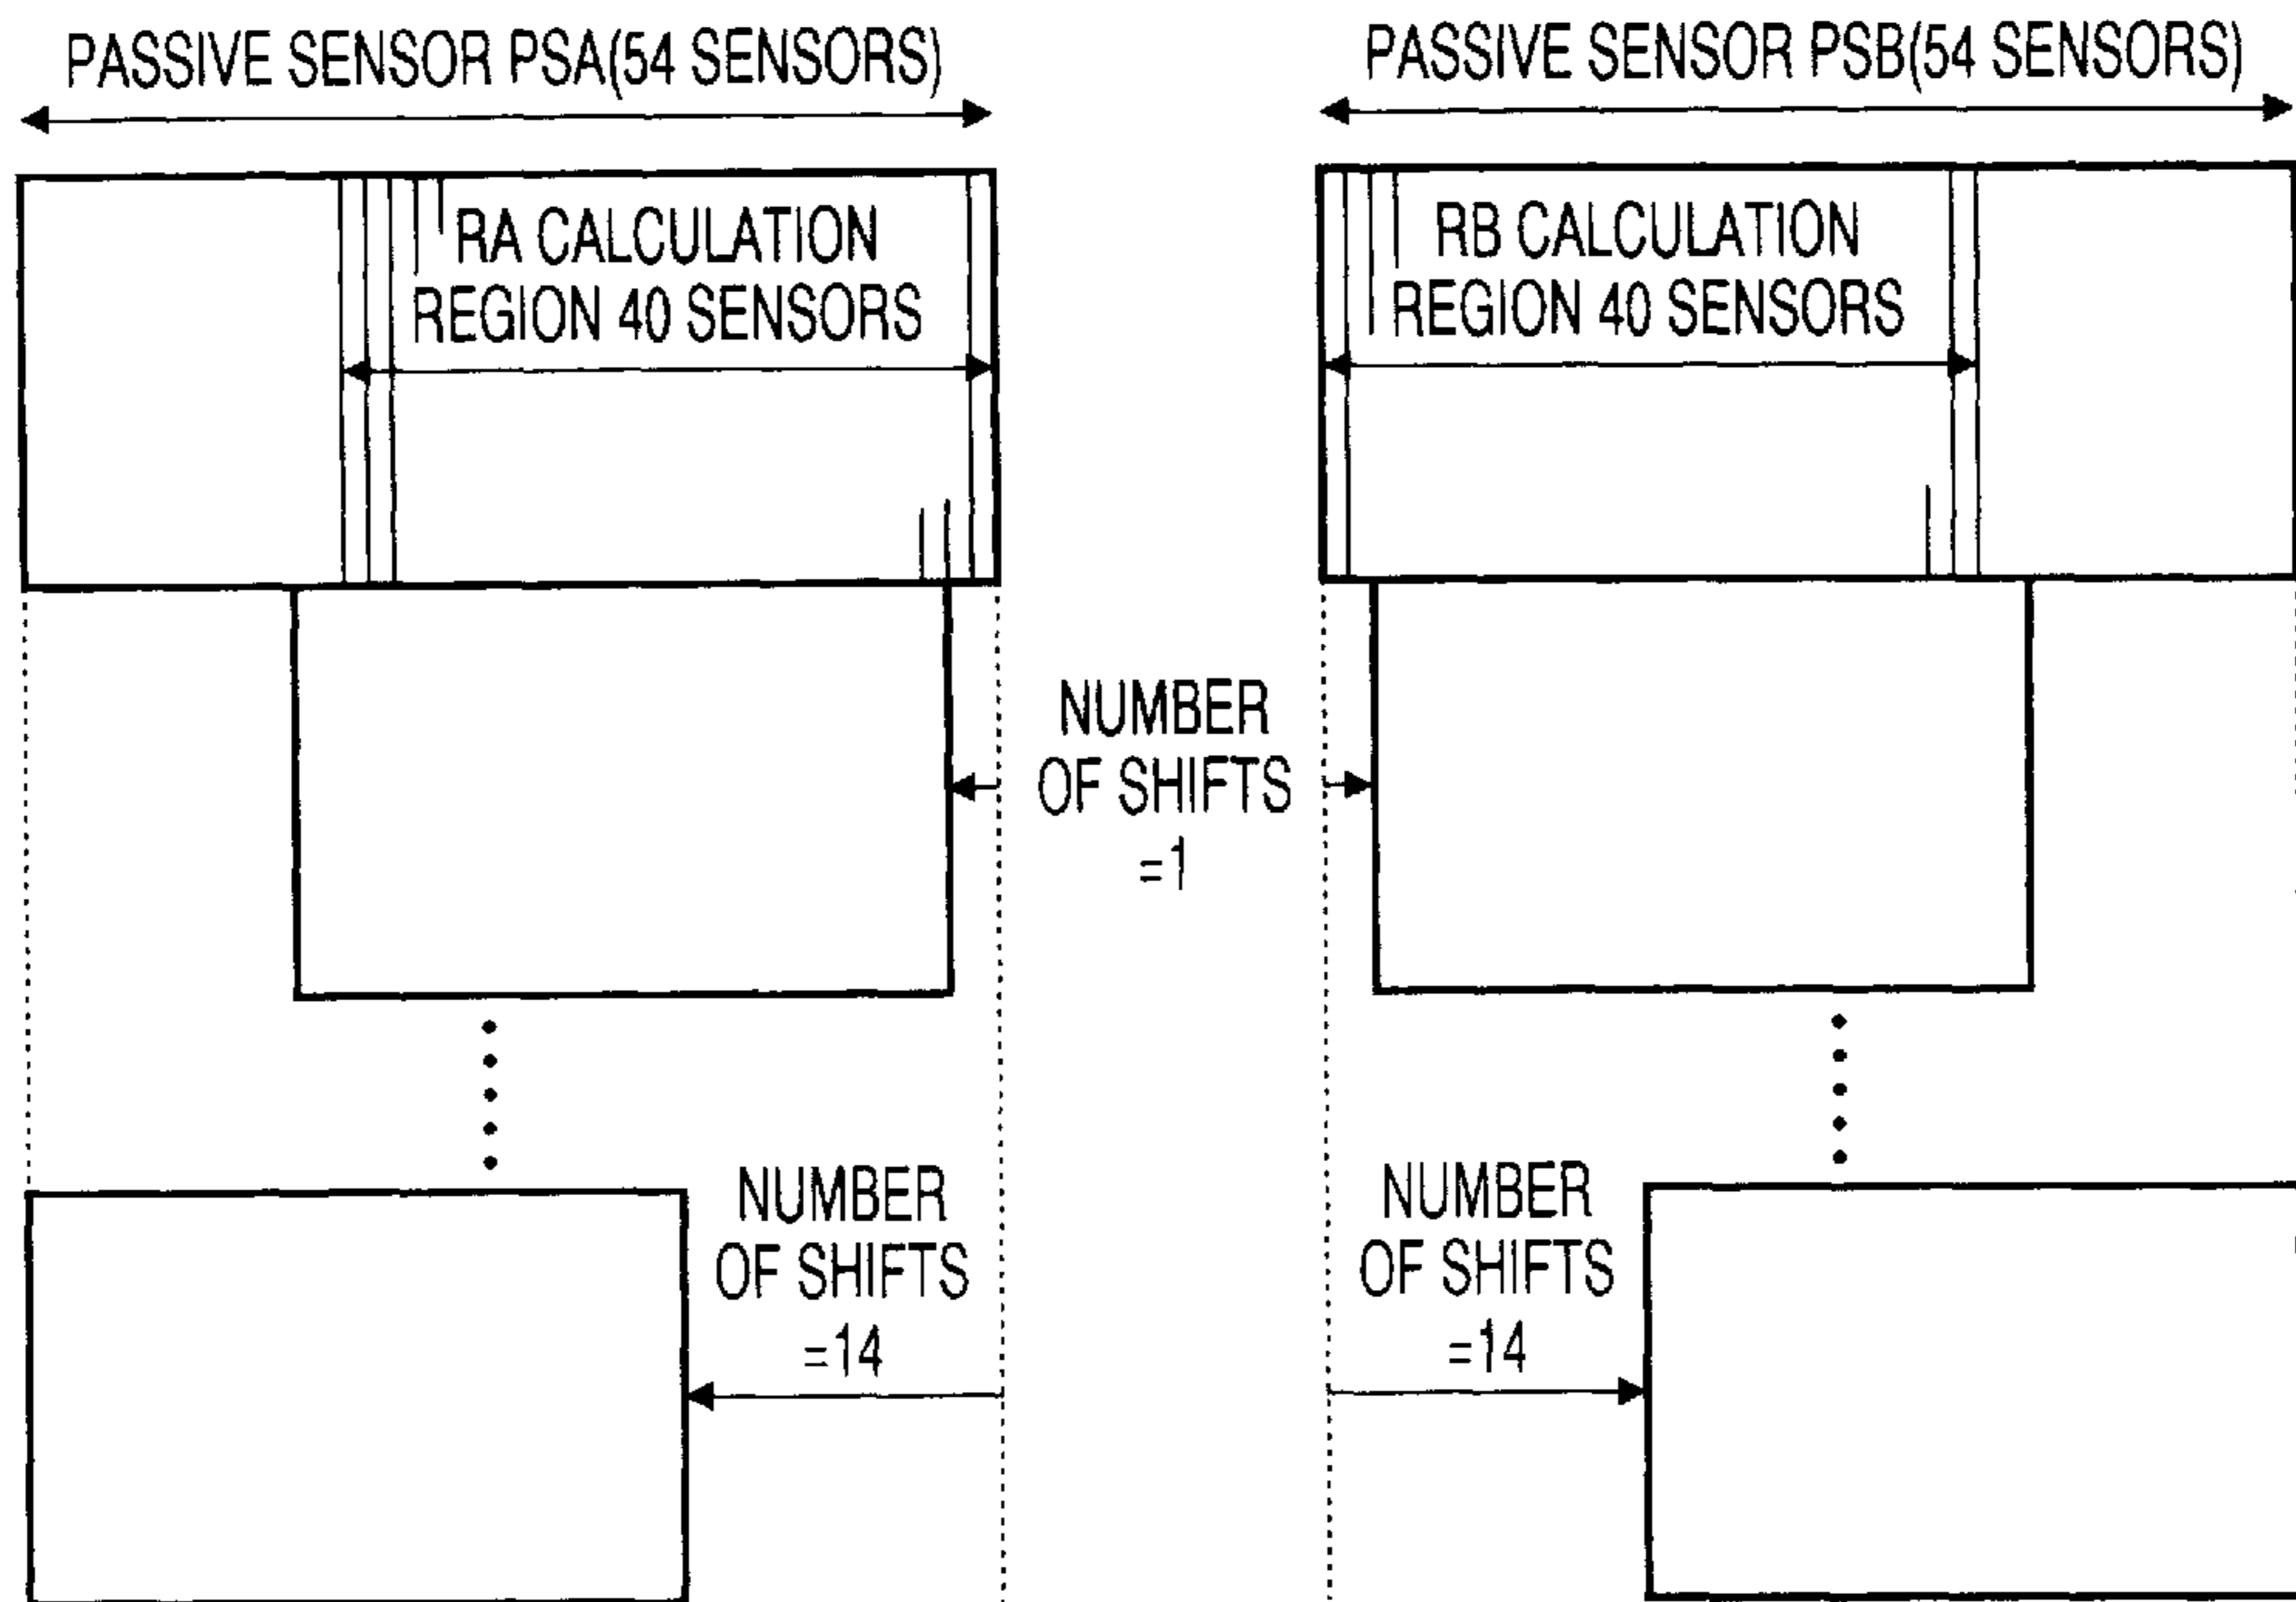 PASSIVE SENSOR PSA(54 SENSORS)
PASSIVE SENSOR PSB(54 SENSORS)
RA CALCULATION
REGION 40 SENSORS
RB CALCULATION
REGION 40 SENSORS
NUMBER
OF SHIFTS
=1
NUMBER
OF SHIFTS
=14
NUMBER
OF SHIFTS
=14